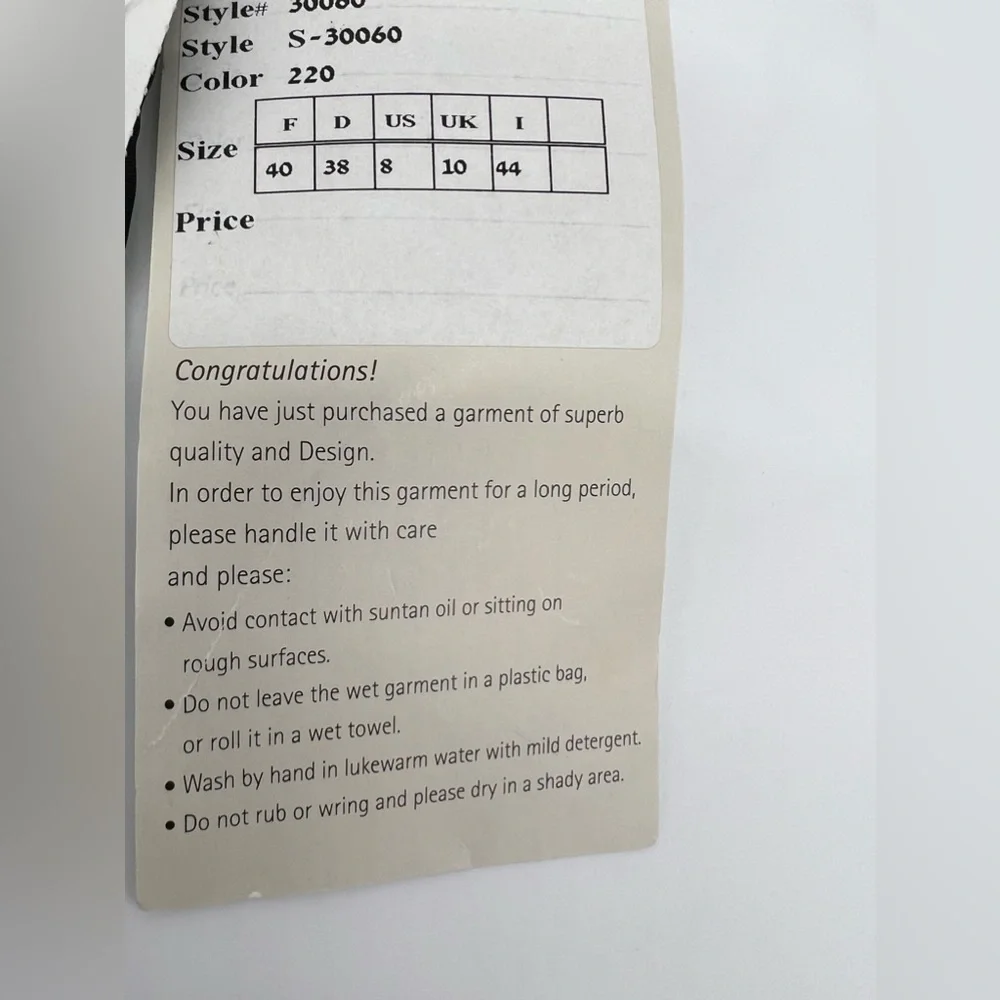 Style#
Style S-30060
Color 220
F D US UK I
Size
40 38 8 10 44
Price
Price
Congratulations!
You have just purchased a garment of superb
quality and Design.
In order to enjoy this garment for a long period,
please handle it with care
and please:
• Avoid contact with suntan oil or sitting on
rough surfaces.
• Do not leave the wet garment in a plastic bag,
or roll it in a wet towel.
• Wash by hand in lukewarm water with mild detergent.
• Do not rub or wring and please dry in a shady area.